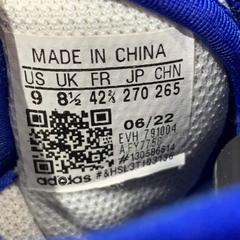 MADE IN CHINA
US UK FR JP CHN
9 8½ 42⅔ 270 265
06/22
EVH 791004
#130586614
adidas